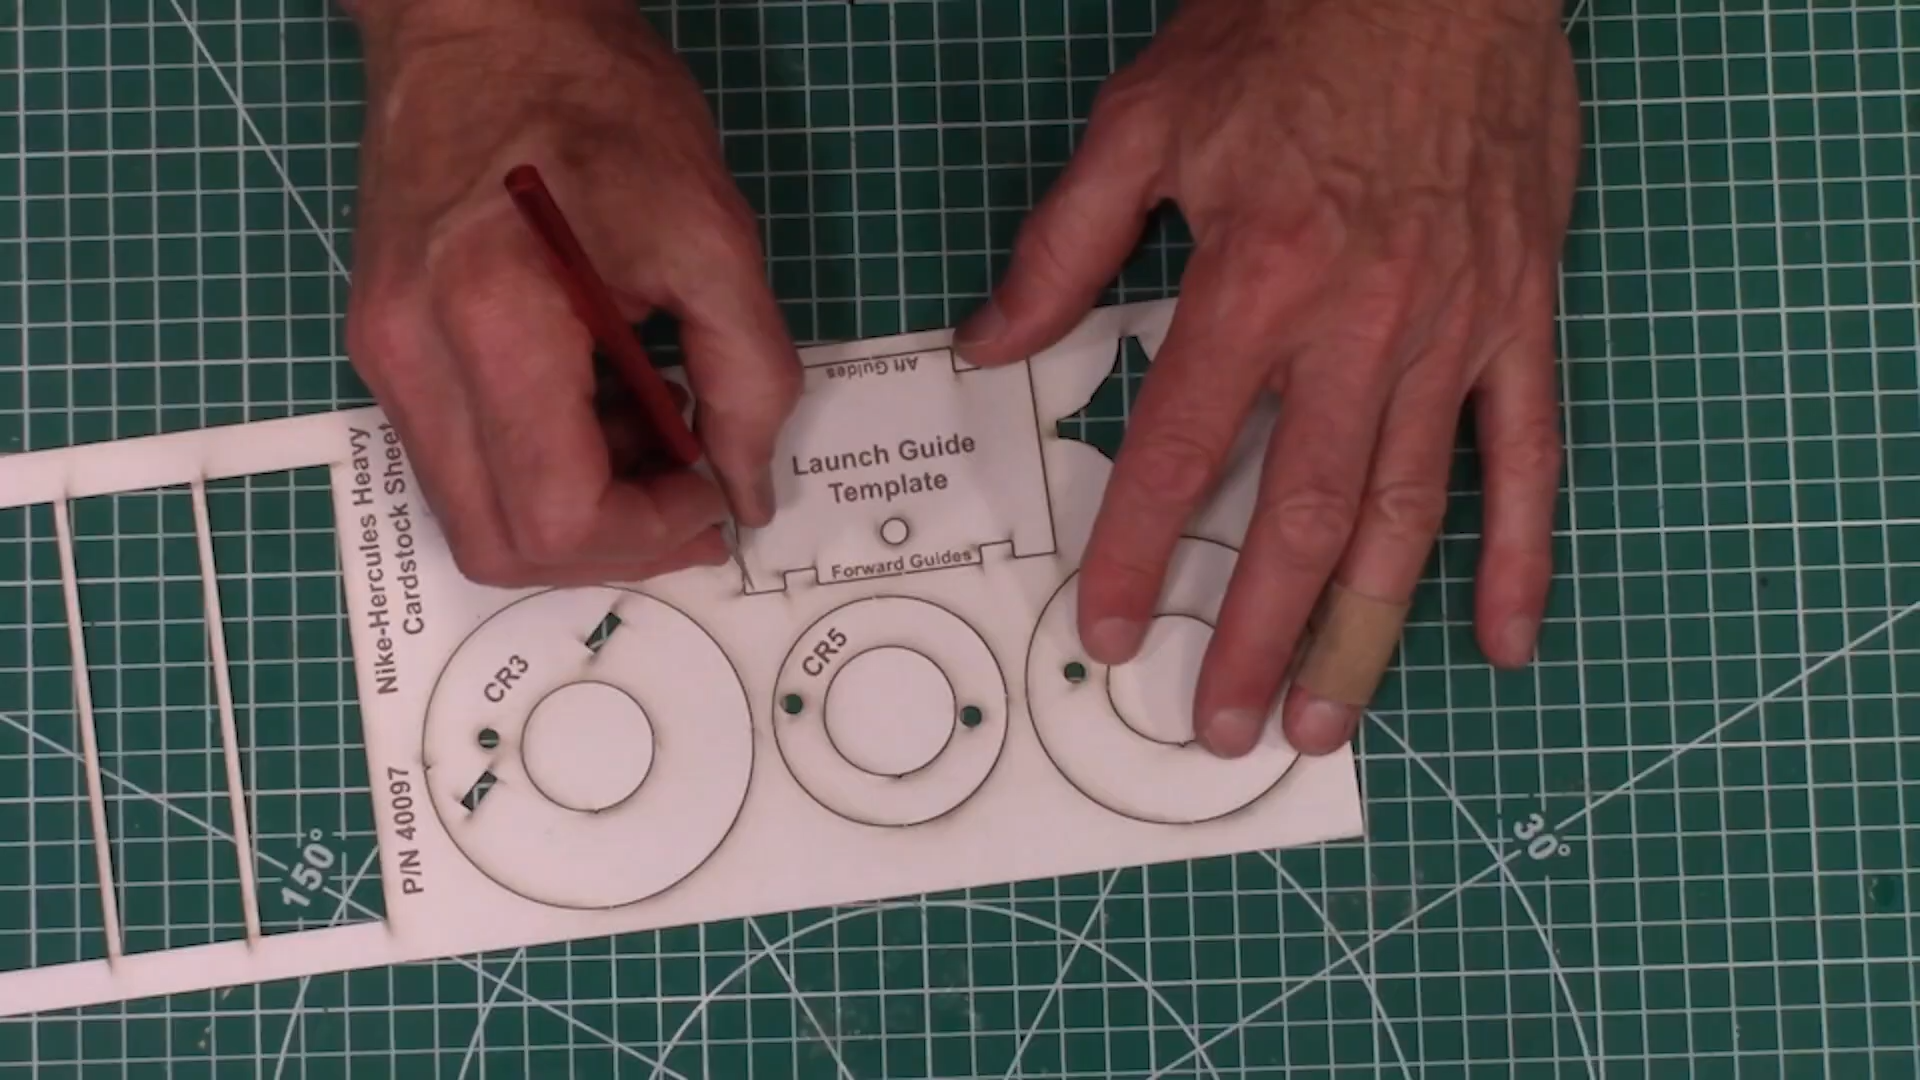 Aft Guides
Launch Guide
Template
Forward Guides
Nike-Hercules Heavy
Cardstock Sheet
P/N 40097
CR3
CR5
150°
30°